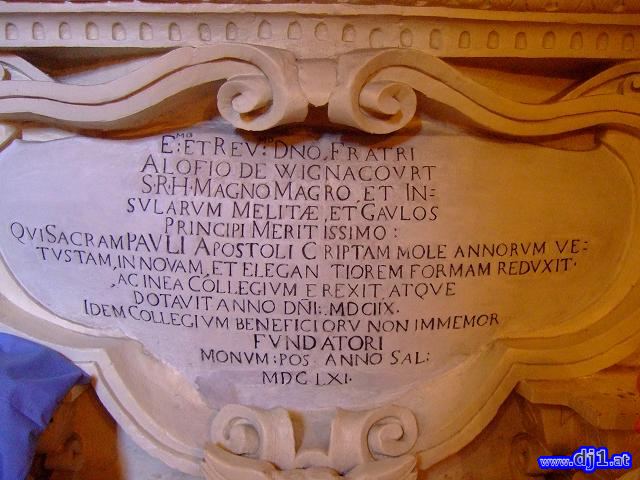 E:MO ET REV: DNO, FRATRI
ALOFIO DE WIGNACOVRT
S·R·H·MAGNO MAGRO, ET IN-
SVLARVM MELITÆ, ET GAVLOS
PRINCIPI MERITISSIMO:
QVI SACRAM PAVLI APOSTOLI CRIPTAM MOLE ANNORVM VE-
TVSTAM, IN NOVAM, ET ELEGANTIOREM FORMAM REDVXIT·
,AC IN EA COLLEGIVM EREXIT, ATQVE
DOTAVIT ANNO DÑI:.MDCIIX·
IDEM COLLEGIVM BENEFICIORV NON IMMEMOR
FVNDATORI
MONVM: POS· ANNO SAL:
MDCLXI·
www.dj1.at